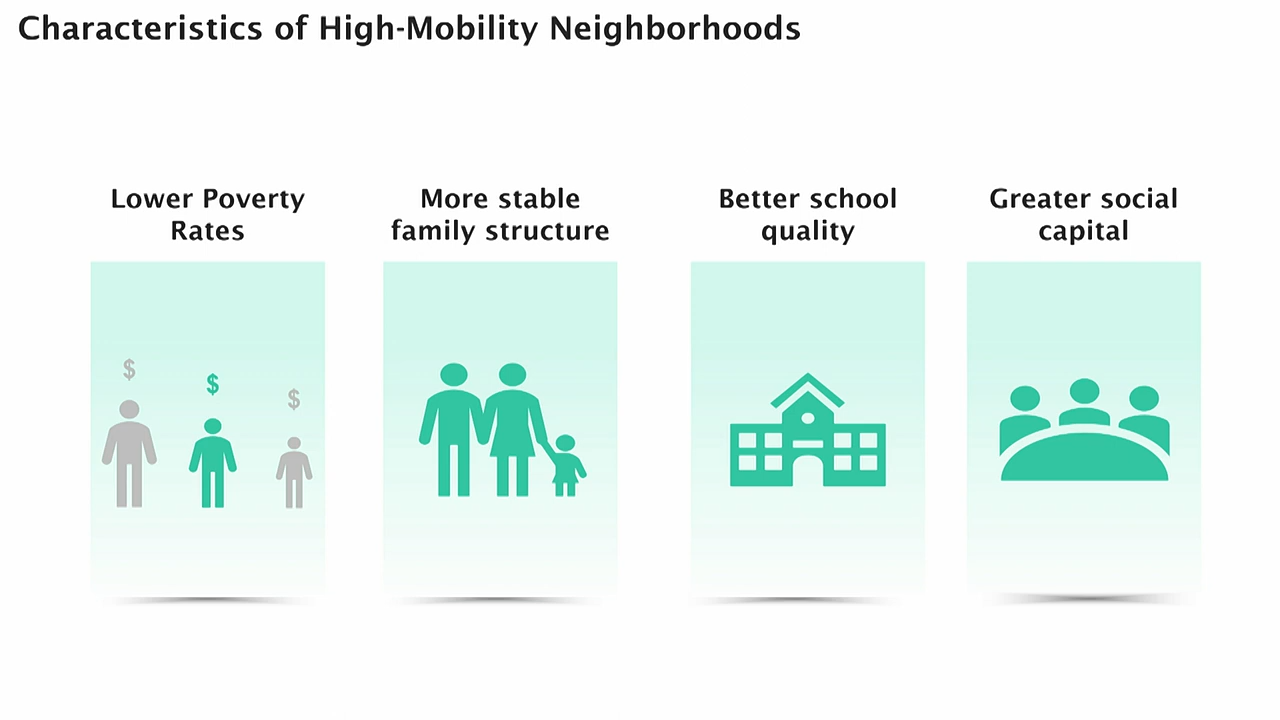 Characteristics of High-Mobility Neighborhoods
Lower Poverty
Rates
More stable
family structure
Better school
quality
Greater social
capital
$
$
$